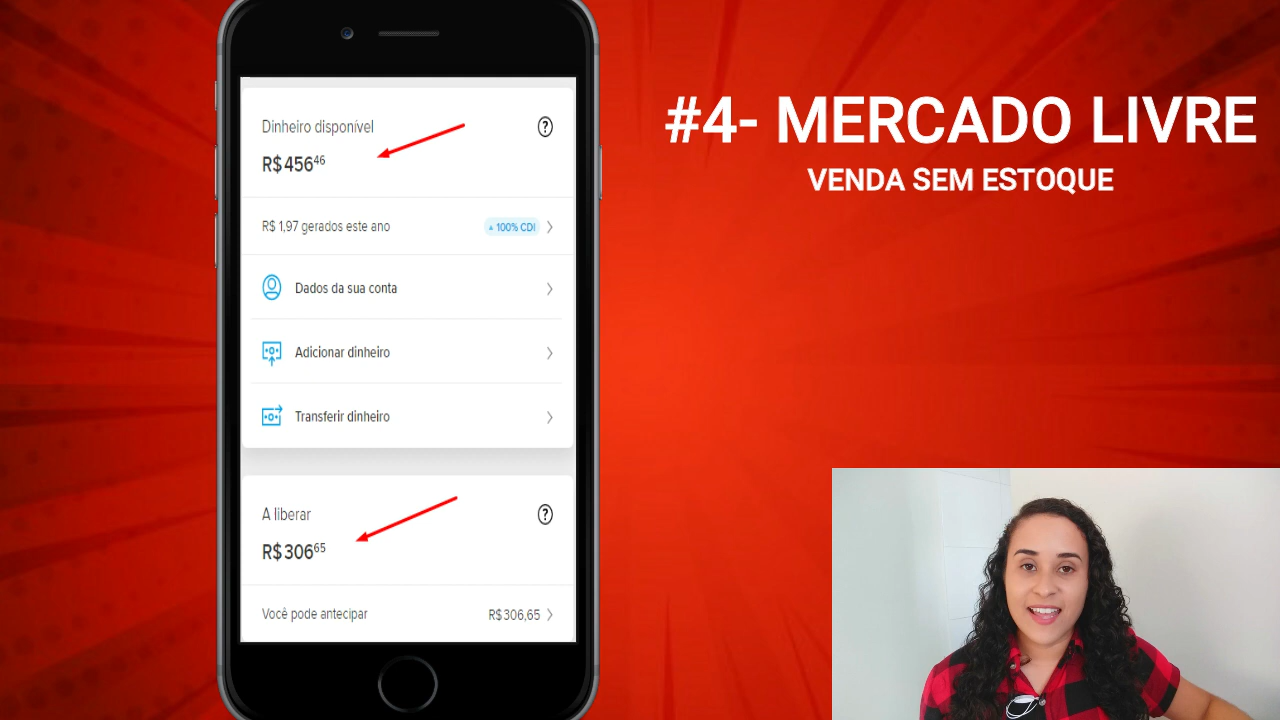 #4- MERCADO LIVRE
VENDA SEM ESTOQUE
Dinheiro disponível
?
R$ 456 46
R$ 1,97 gerados este ano
100% CDI
Dados da sua conta
Adicionar dinheiro
Transferir dinheiro
A liberar
?
R$ 306 65
Você pode antecipar
R$ 306,65